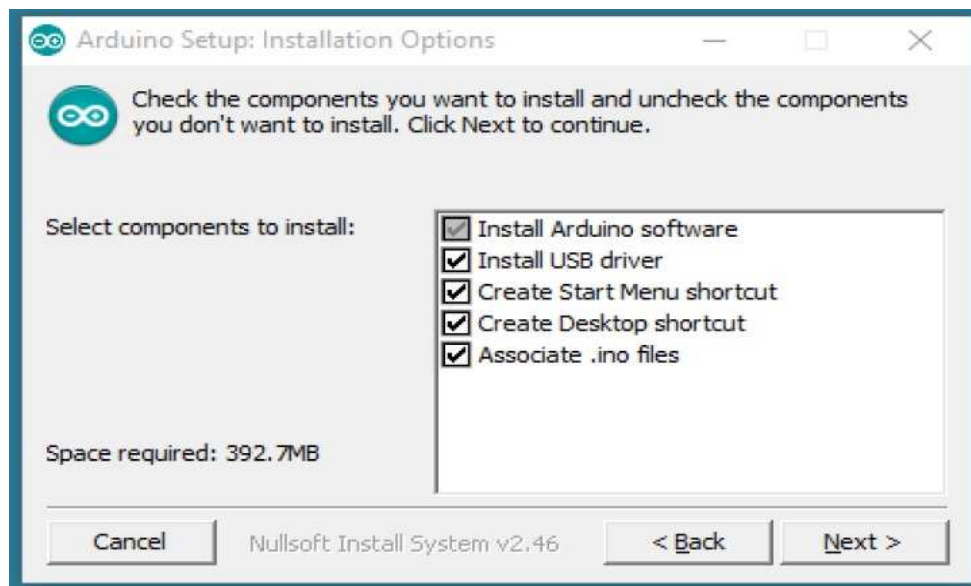 Arduino Setup: Installation Options
Check the components you want to install and uncheck the components
you don't want to install. Click Next to continue.
Select components to install:
Install Arduino software
Install USB driver
Create Start Menu shortcut
Create Desktop shortcut
Associate .ino files
Space required: 392.7MB
Cancel
Nullsoft Install System v2.46
< Back
Next >